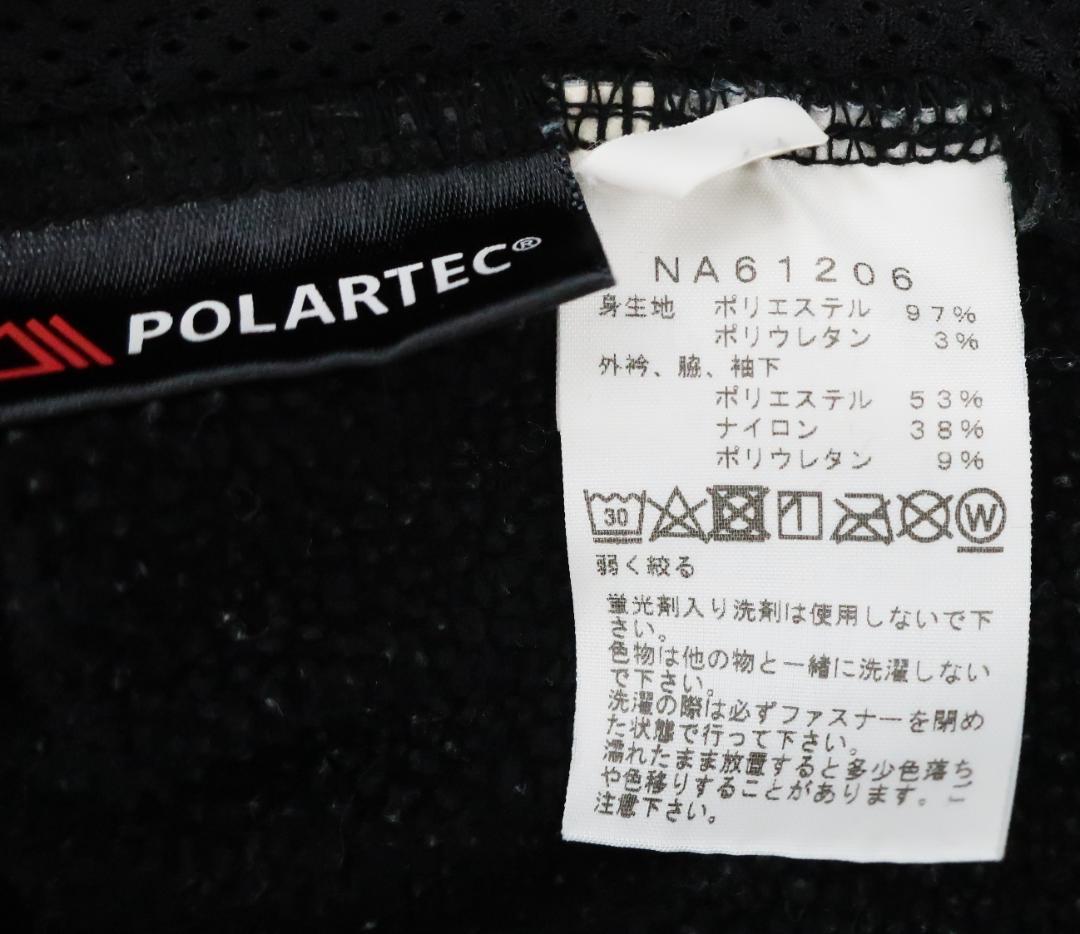 POLARTEC®
NA61206
身生地 ポリエステル 97%
ポリウレタン 3%
外衿、脇、袖下
ポリエステル 53%
ナイロン 38%
ポリウレタン 9%
30 W
弱く絞る
蛍光剤入り洗剤は使用しないで下
さい。
色物は他の物と一緒に洗濯しない
で下さい。
洗濯の際は必ずファスナーを閉め
た状態で行って下さい。
濡れたまま放置すると多少色落ち
や色移りすることがあります。ご
注意下さい。